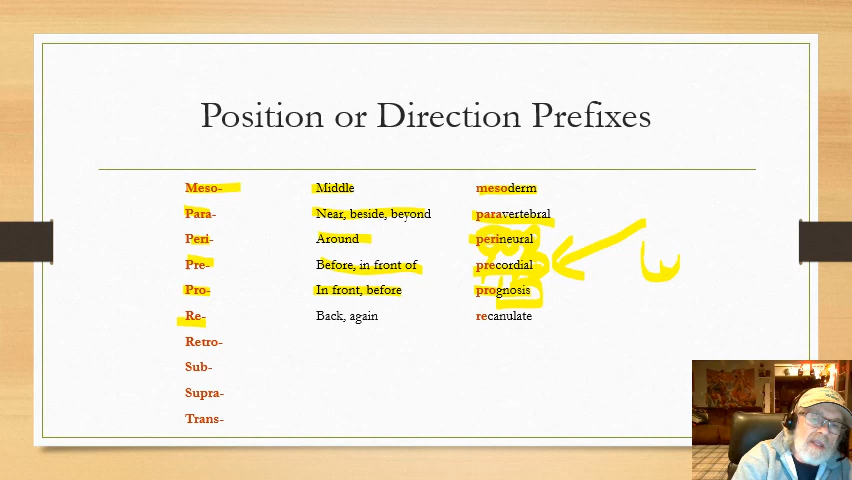 Position or Direction Prefixes
Meso- Middle mesoderm
Para- Near, beside, beyond paravertebral
Peri- Around perineural
Pre- Before, in front of precordial
Pro- In front, before prognosis
Re- Back, again recanulate
Retro-
Sub-
Supra-
Trans-